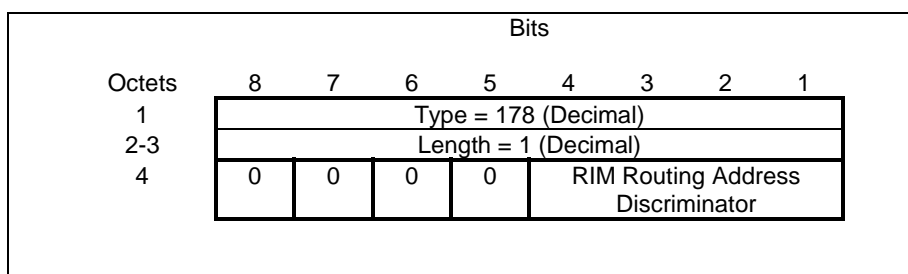 Bits
Octets 8 7 6 5 4 3 2 1
1 Type = 178 (Decimal)
2-3 Length = 1 (Decimal)
4 0 0 0 0 RIM Routing Address
Discriminator